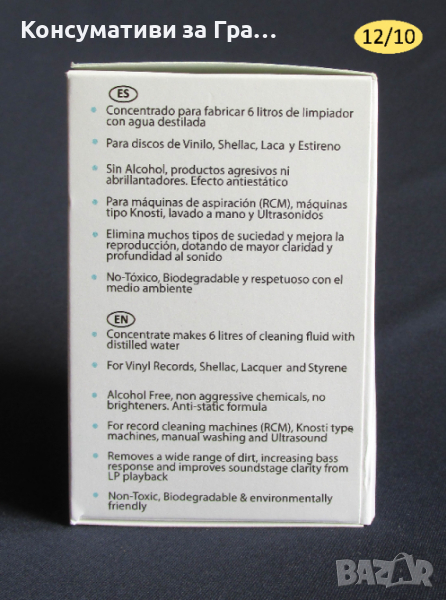 Консумативи за Гра...
12/10
ES
Concentrado para fabricar 6 litros de limpiador
con agua destilada
Para discos de Vinilo, Shellac, Laca y Estireno
Sin Alcohol, productos agresivos ni
abrillantadores. Efecto antiestático
Para máquinas de aspiración (RCM), máquinas
tipo Knosti, lavado a mano y Ultrasonidos
Elimina muchos tipos de suciedad y mejora la
reproducción, dotando de mayor claridad y
profundidad al sonido
No-Tóxico, Biodegradable y respetuoso con el
medio ambiente
EN
Concentrate makes 6 litres of cleaning fluid with
distilled water
For Vinyl Records, Shellac, Lacquer and Styrene
Alcohol Free, non aggressive chemicals, no
brighteners. Anti-static formula
For record cleaning machines (RCM), Knosti type
machines, manual washing and Ultrasound
Removes a wide range of dirt, increasing bass
response and improves soundstage clarity from
LP playback
Non-Toxic, Biodegradable & environmentally
friendly
BAZAR
bg